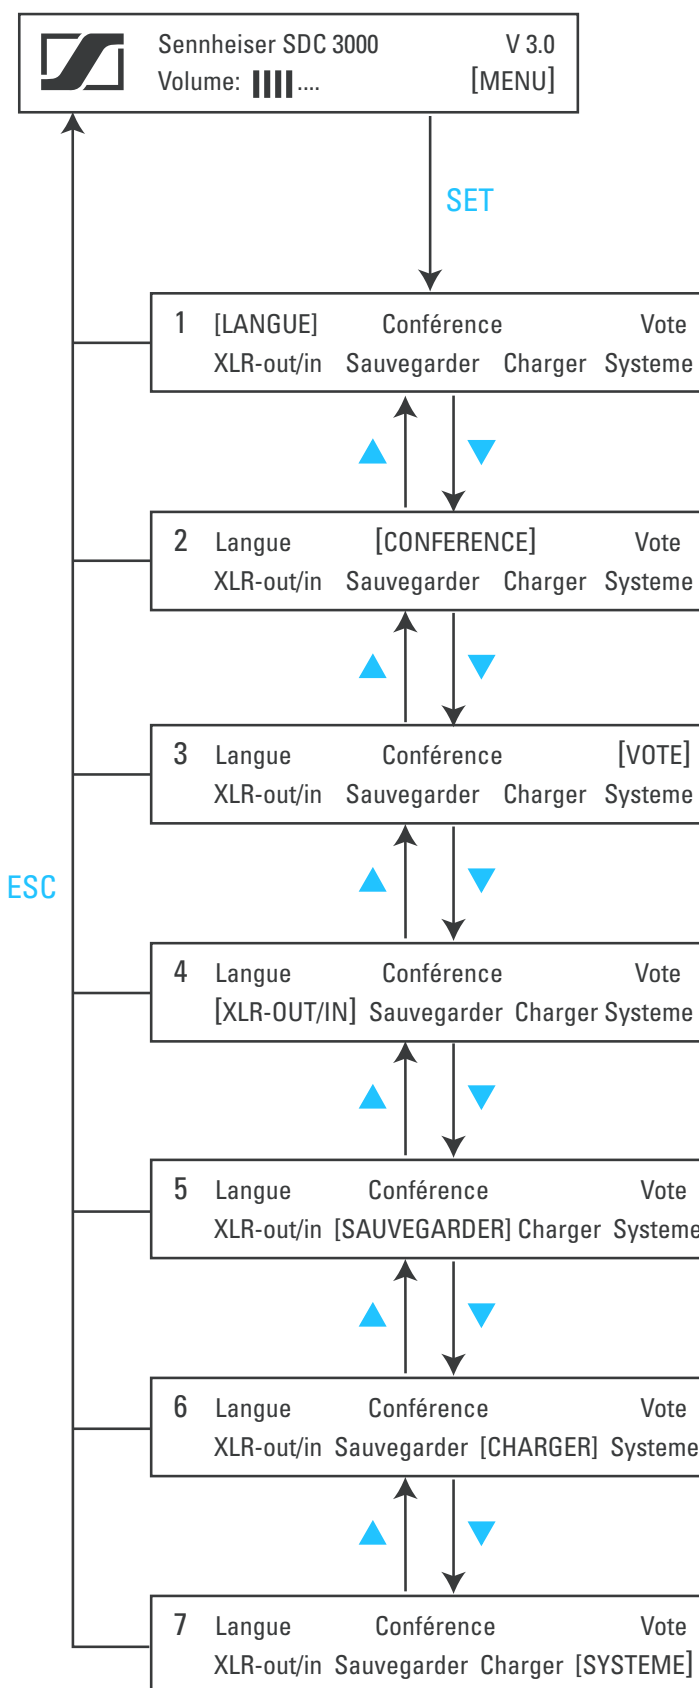 Sennheiser SDC 3000 V 3.0
Volume: .... [MENU]
SET
1 [LANGUE] Conférence Vote
XLR-out/in Sauvegarder Charger Systeme
2 Langue [CONFERENCE] Vote
XLR-out/in Sauvegarder Charger Systeme
3 Langue Conférence [VOTE]
XLR-out/in Sauvegarder Charger Systeme
ESC
4 Langue Conférence Vote
[XLR-OUT/IN] Sauvegarder Charger Systeme
5 Langue Conférence Vote
XLR-out/in [SAUVEGARDER] Charger Systeme
6 Langue Conférence Vote
XLR-out/in Sauvegarder [CHARGER] Systeme
7 Langue Conférence Vote
XLR-out/in Sauvegarder Charger [SYSTEME]